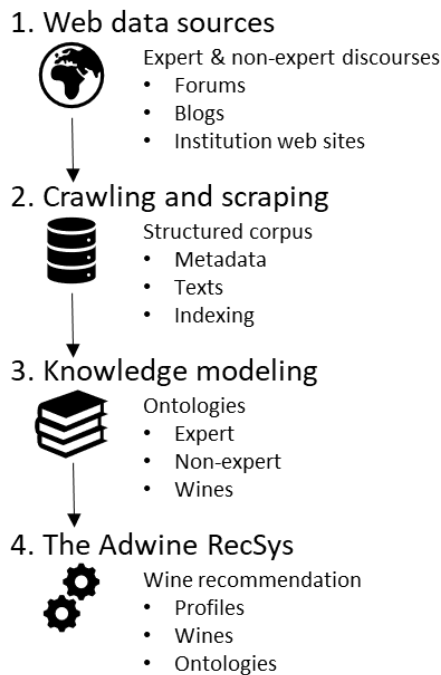 1. Web data sources
Expert & non-expert discourses
• Forums
• Blogs
• Institution web sites
2. Crawling and scraping
Structured corpus
• Metadata
• Texts
• Indexing
3. Knowledge modeling
Ontologies
• Expert
• Non-expert
• Wines
4. The Adwine RecSys
Wine recommendation
• Profiles
• Wines
• Ontologies